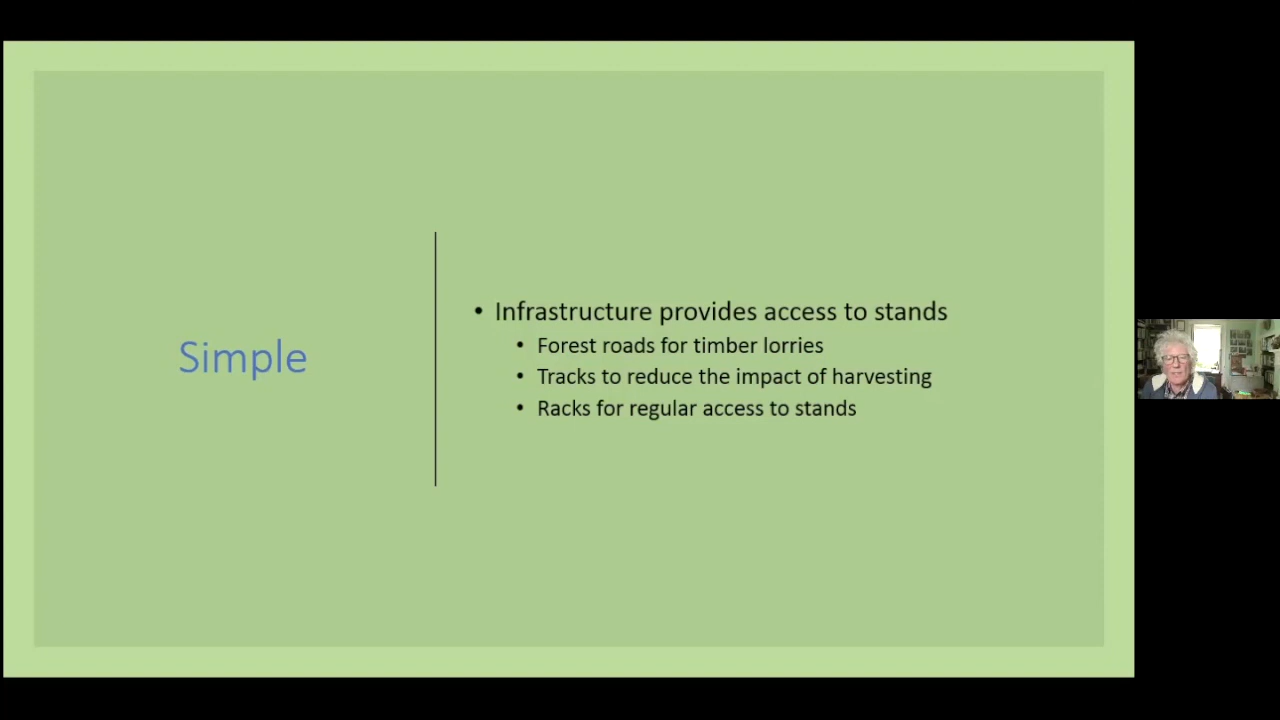 Simple
• Infrastructure provides access to stands
• Forest roads for timber lorries
• Tracks to reduce the impact of harvesting
• Racks for regular access to stands